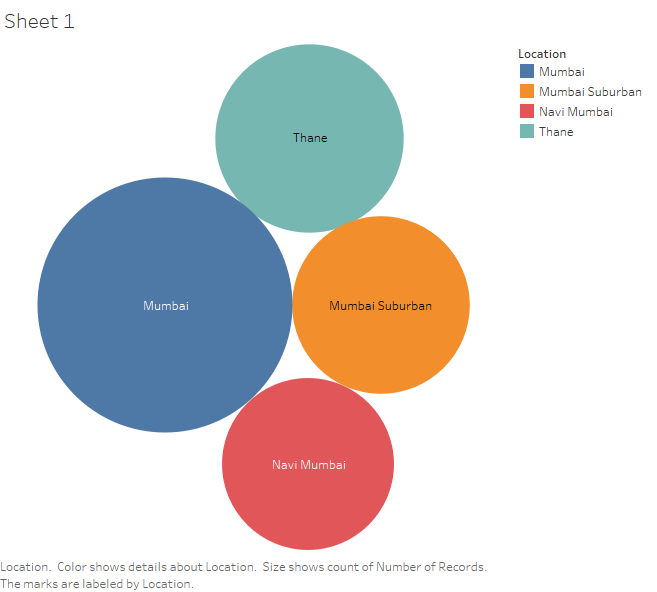 Sheet 1
Location
Mumbai
Mumbai Suburban
Navi Mumbai
Thane
Thane
Mumbai
Mumbai Suburban
Navi Mumbai
Location.  Color shows details about Location.  Size shows count of Number of Records.
The marks are labeled by Location.